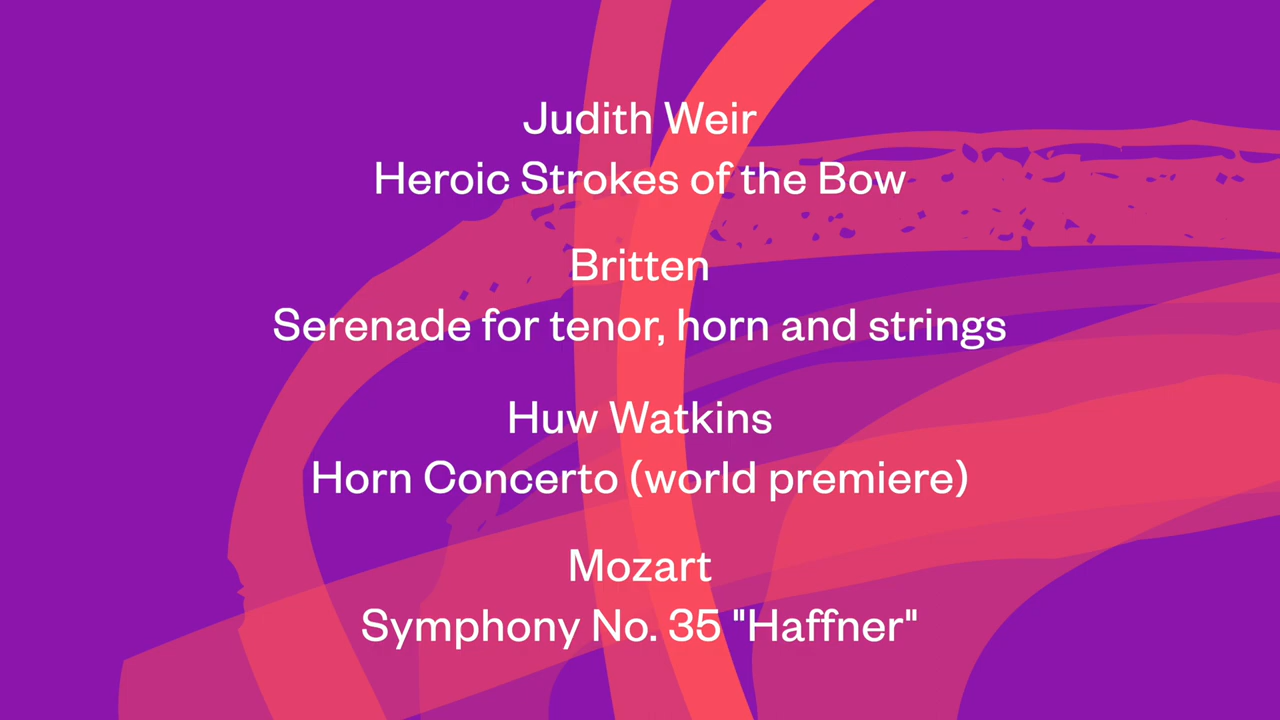 Judith Weir
Heroic Strokes of the Bow
Britten
Serenade for tenor, horn and strings
Huw Watkins
Horn Concerto (world premiere)
Mozart
Symphony No. 35 "Haffner"